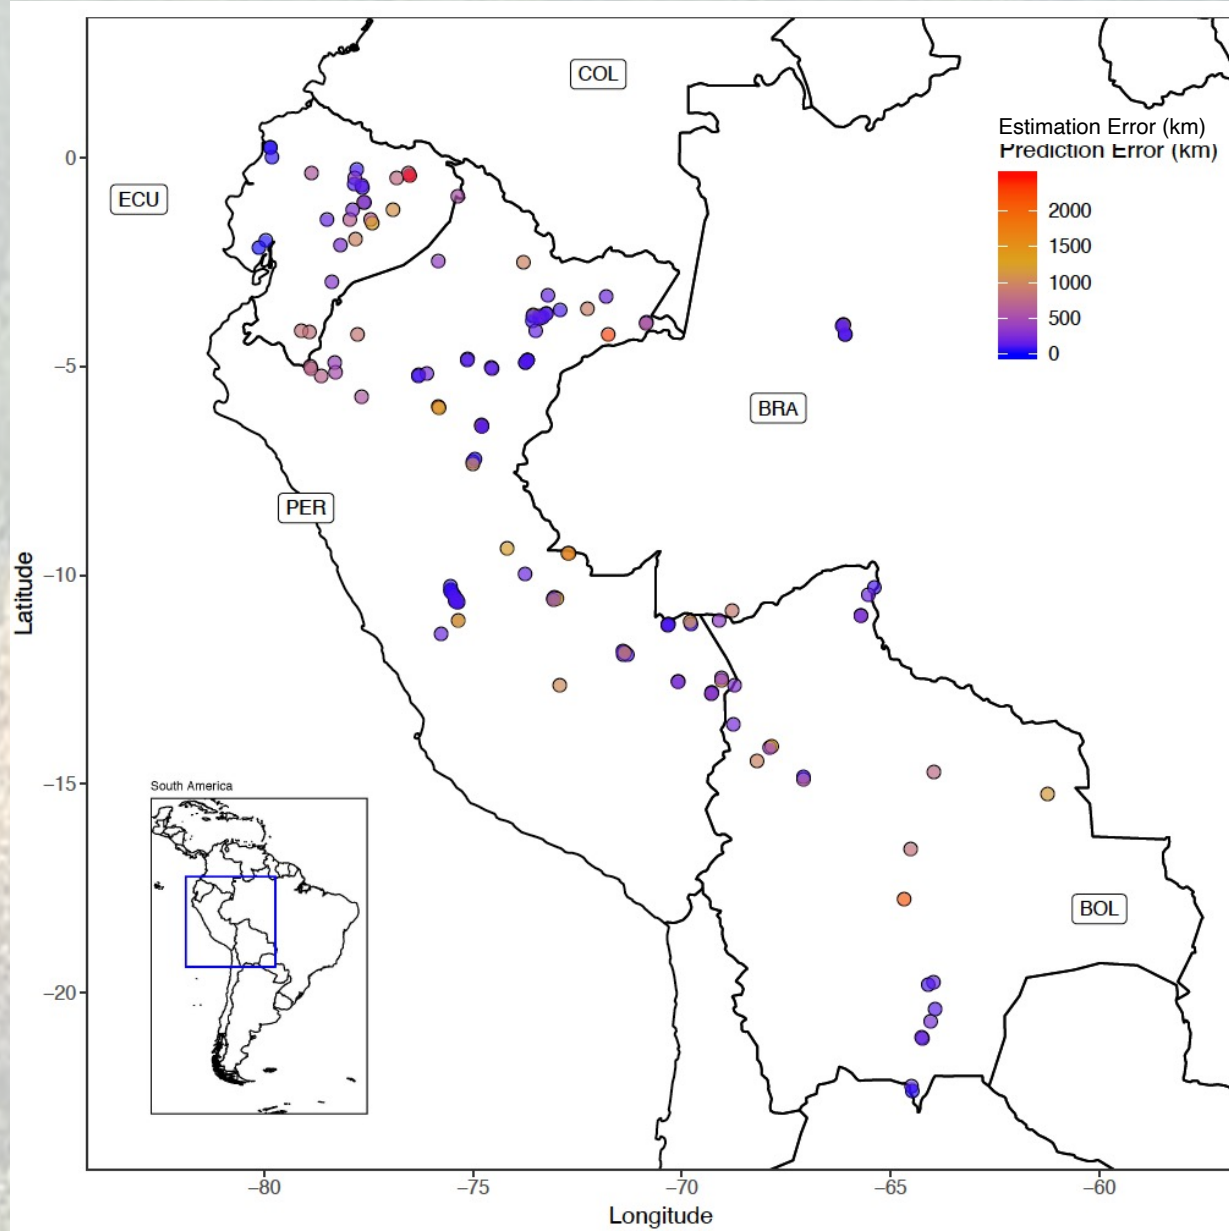 COL
Estimation Error (km)
Prediction Error (km)
2000
1500
1000
500
0
ECU
BRA
PER
BOL
0
−5
−10
−15
−20
Latitude
South America
−80
−75
−70
−65
−60
Longitude